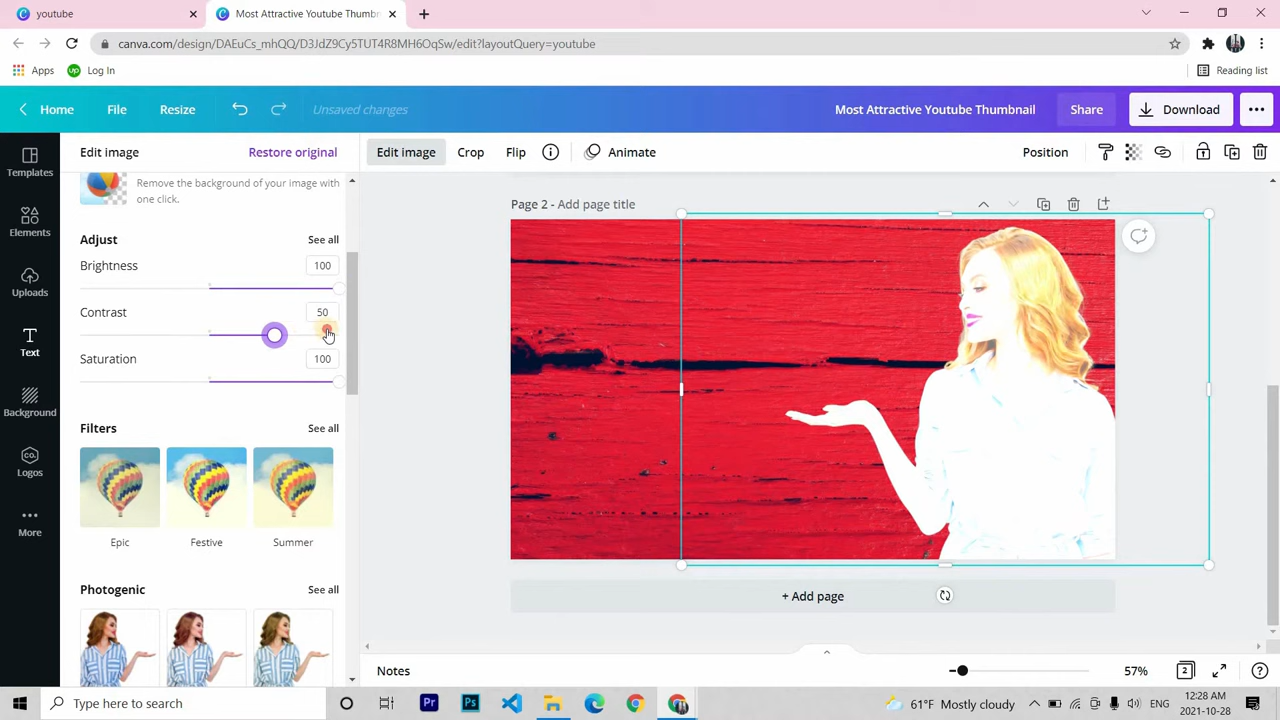 youtube
Most Attractive Youtube Thumbn
canva.com/design/DAEuCs_mhQQ/D3JdZ9Cy5TUT4R8MH6OqSw/edit?layoutQuery=youtube
Apps
Log In
Reading list
Home
File
Resize
Unsaved changes
Most Attractive Youtube Thumbnail
Share
Download
Templates
Elements
Uploads
Text
Background
Logos
More
Edit image
Restore original
Remove the background of your image with
one click.
Adjust
See all
Brightness
100
Contrast
50
Saturation
100
Filters
See all
Epic
Festive
Summer
Photogenic
See all
Edit image
Crop
Flip
Animate
Position
Page 2 - Add page title
+ Add page
Notes
57%
2
Type here to search
Pr
Ps
61°F Mostly cloudy
ENG
12:28 AM
2021-10-28